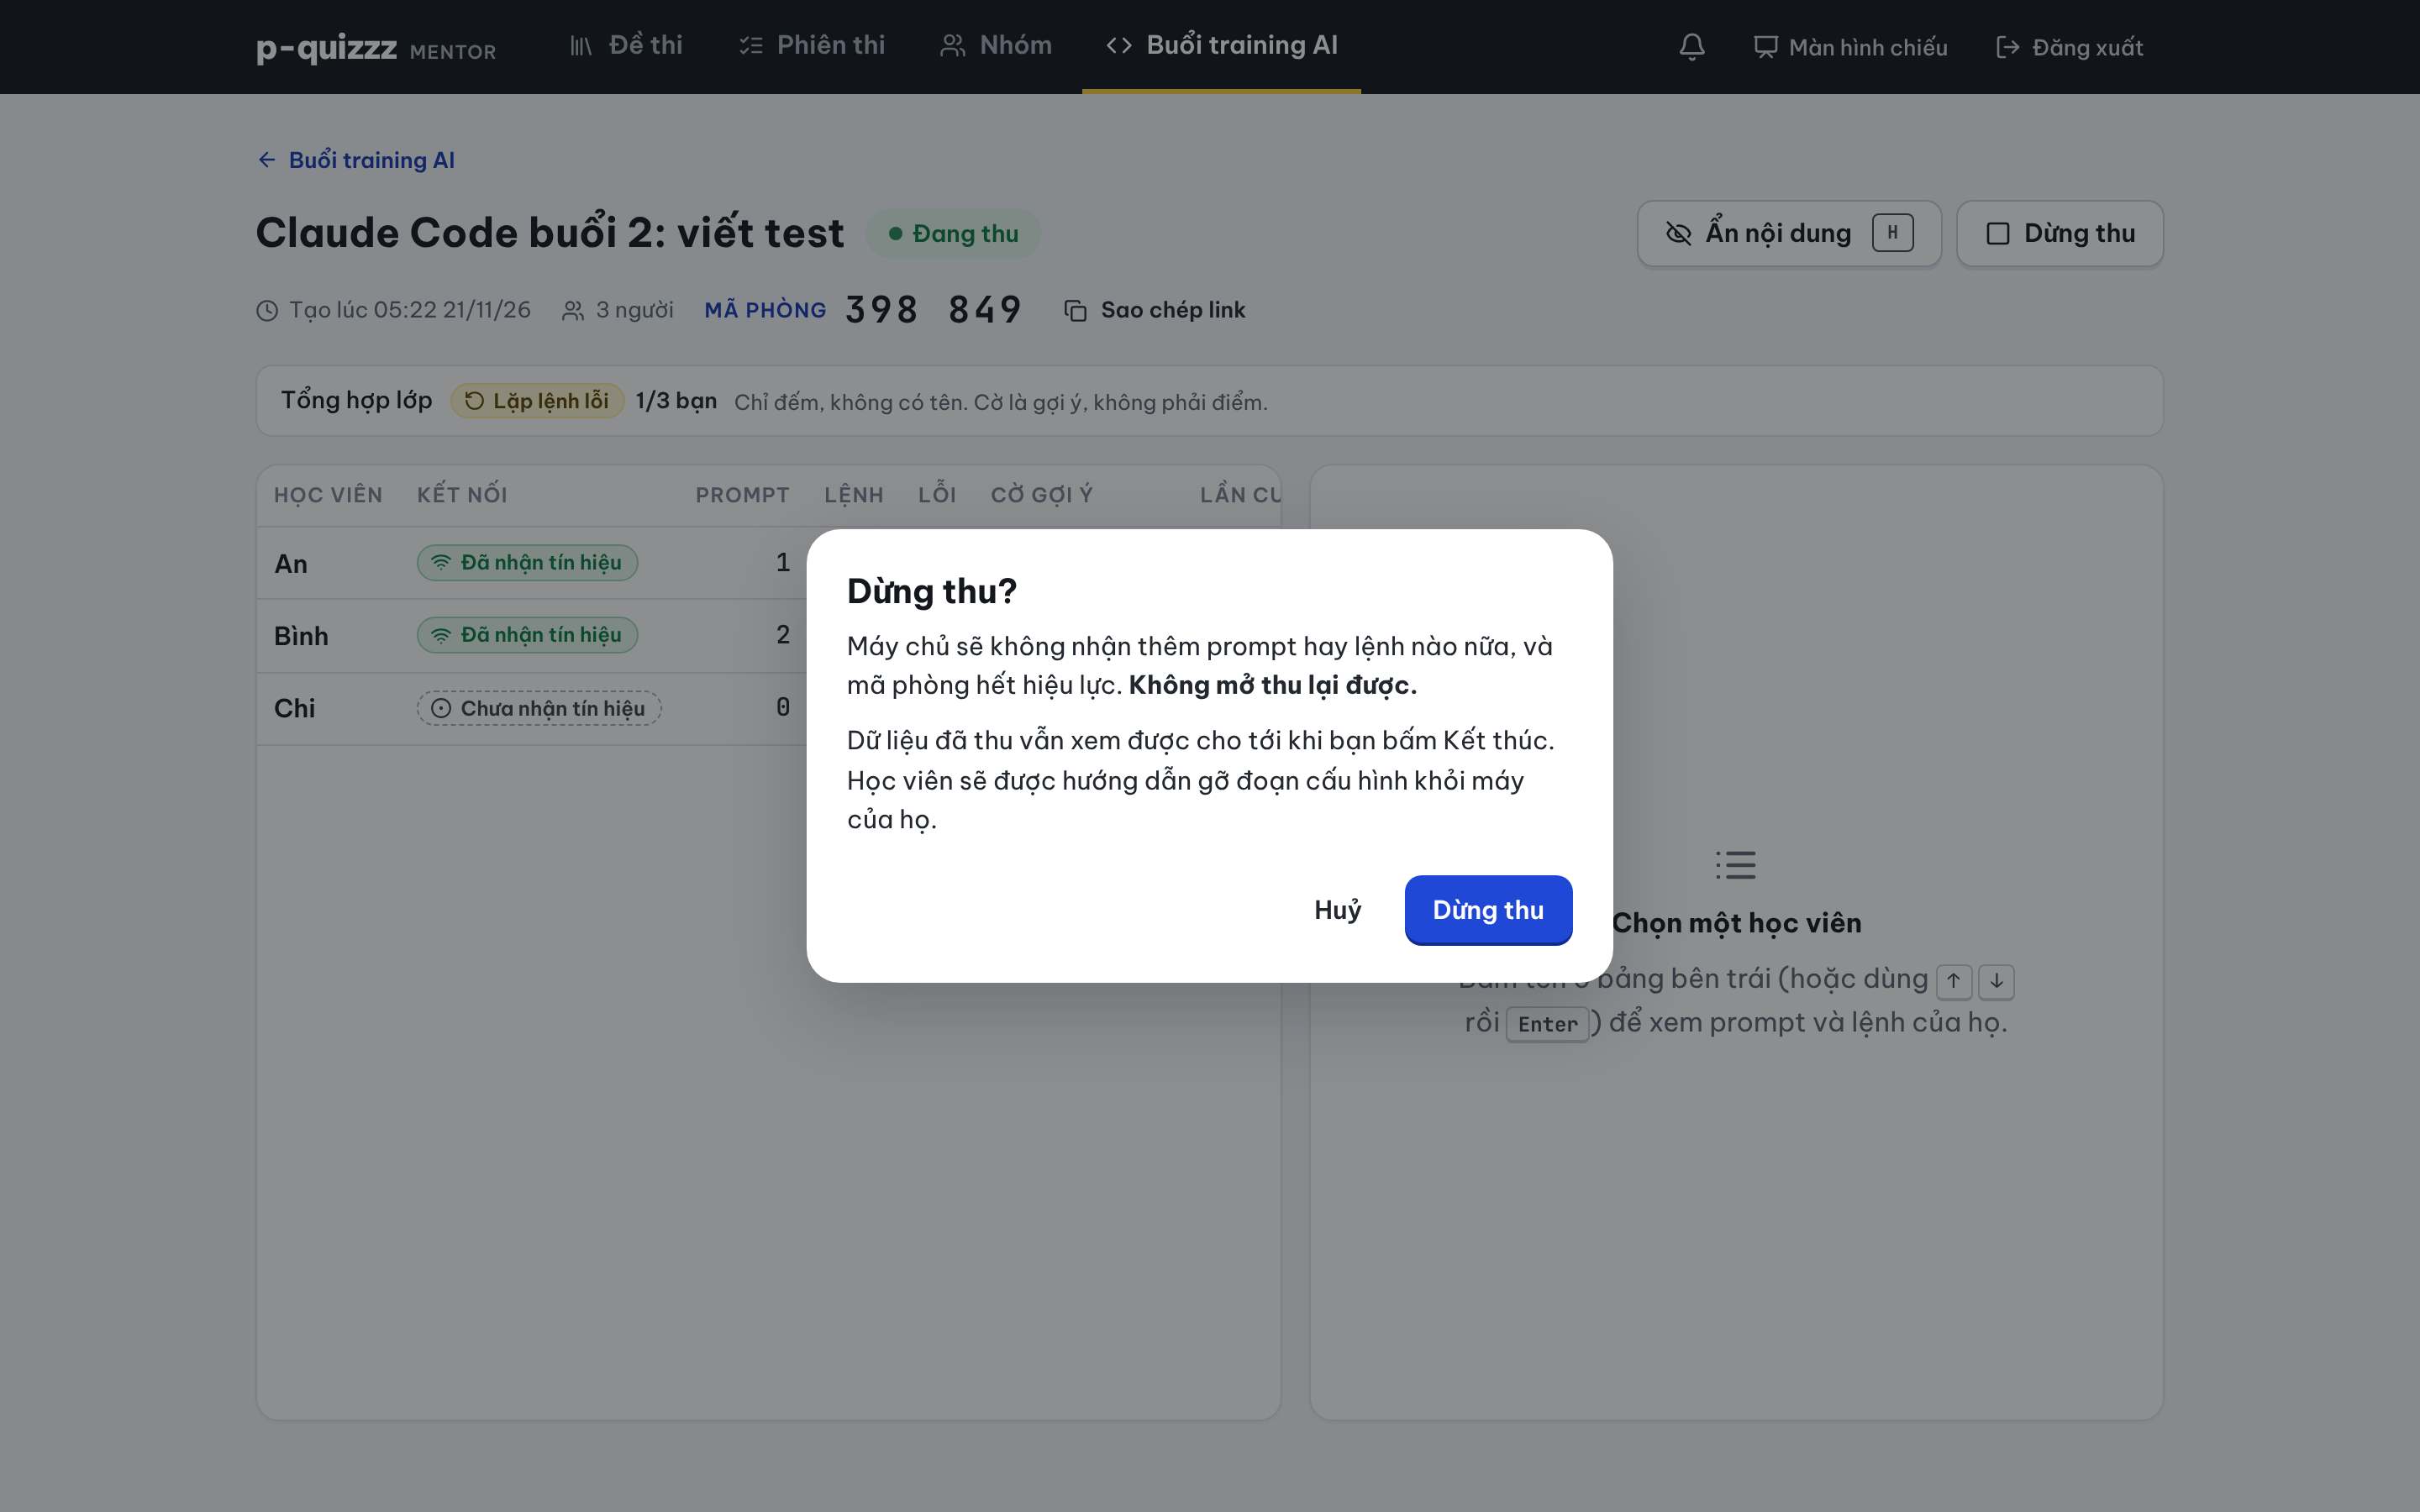 p-quizzz MENTOR
Đề thi
Phiên thi
Nhóm
Buổi training AI
Màn hình chiếu
Đăng xuất
Buổi training AI
Claude Code buổi 2: viết test
Đang thu
Ẩn nội dung H
Dừng thu
Tạo lúc 05:22 21/11/26
3 người
MÃ PHÒNG 398 849
Sao chép link
Tổng hợp lớp
Lặp lệnh lỗi
1/3 bạn
Chỉ đếm, không có tên. Cờ là gợi ý, không phải điểm.
HỌC VIÊN KẾT NỐI PROMPT LỆNH LỖI CỜ GỢI Ý LẦN
An Đã nhận tín hiệu 1
Bình Đã nhận tín hiệu 2
Chi Chưa nhận tín hiệu 0
Dừng thu?
Máy chủ sẽ không nhận thêm prompt hay lệnh nào nữa, và
mã phòng hết hiệu lực. Không mở thu lại được.
Dữ liệu đã thu vẫn xem được cho tới khi bạn bấm Kết thúc.
Học viên sẽ được hướng dẫn gỡ đoạn cấu hình khỏi máy
của họ.
Huỷ
Dừng thu
Chọn một học viên
bảng bên trái (hoặc dùng ↑ ↓
rồi Enter) để xem prompt và lệnh của họ.